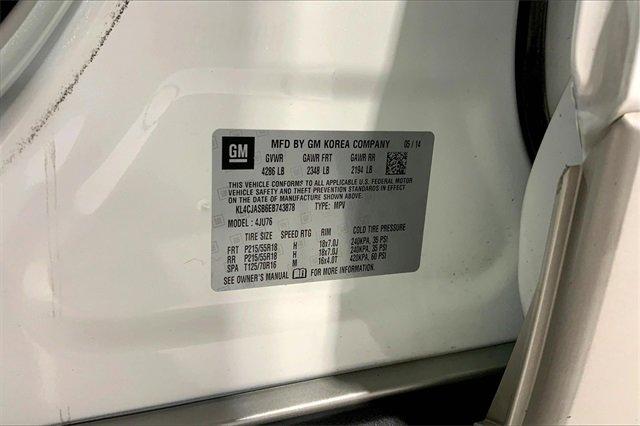 GM
MFD BY GM KOREA COMPANY 05/14
GVWR GAWR FRT GAWR RR
4286 LB 2348 LB 2194 LB
THIS VEHICLE CONFORMS TO ALL APPLICABLE U.S. FEDERAL MOTOR
VEHICLE SAFETY AND THEFT PREVENTION STANDARDS IN EFFECT
ON THE DATE OF MANUFACTURE SHOWN ABOVE.
KL4CJASB6EB743878 TYPE: MPV
MODEL: 4JU76
TIRE SIZE SPEED RTG RIM COLD TIRE PRESSURE
FRT P215/55R18 H 18x7.0J 240KPA, 35 PSI
RR P215/55R18 H 18x7.0J 240KPA, 35 PSI
SPA T125/70R16 M 16x4.0T 420KPA, 60 PSI
SEE OWNER'S MANUAL FOR MORE INFORMATION.